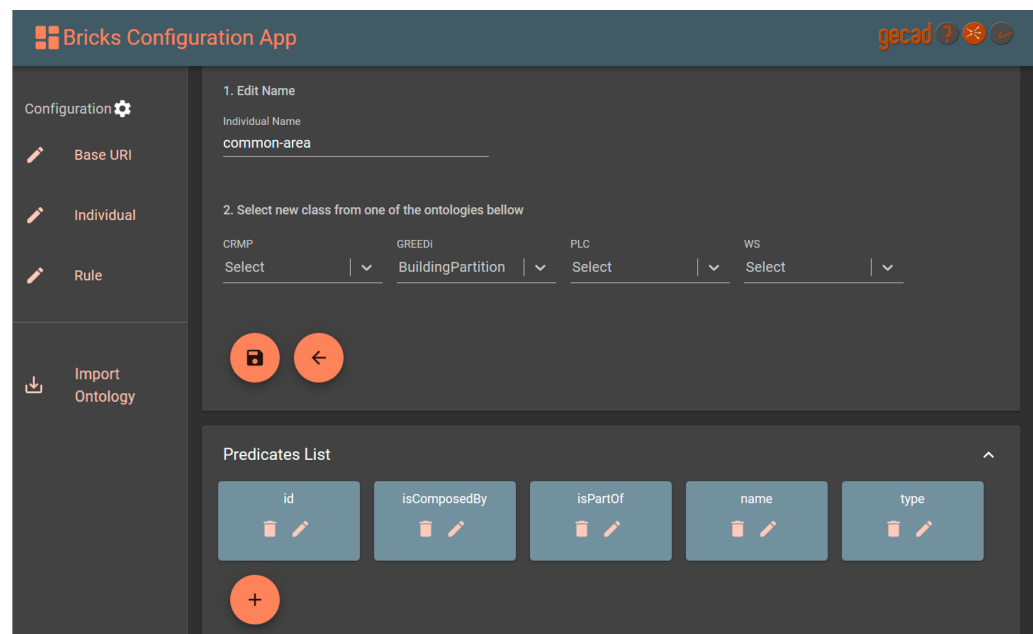 Bricks Configuration App
gecad
Configuration
Base URI
Individual
Rule
Import
Ontology
1. Edit Name
Individual Name
common-area
2. Select new class from one of the ontologies bellow
CRMP GREEDi PLC WS
Select BuildingPartition Select Select
Predicates List
id isComposedBy isPartOf name type